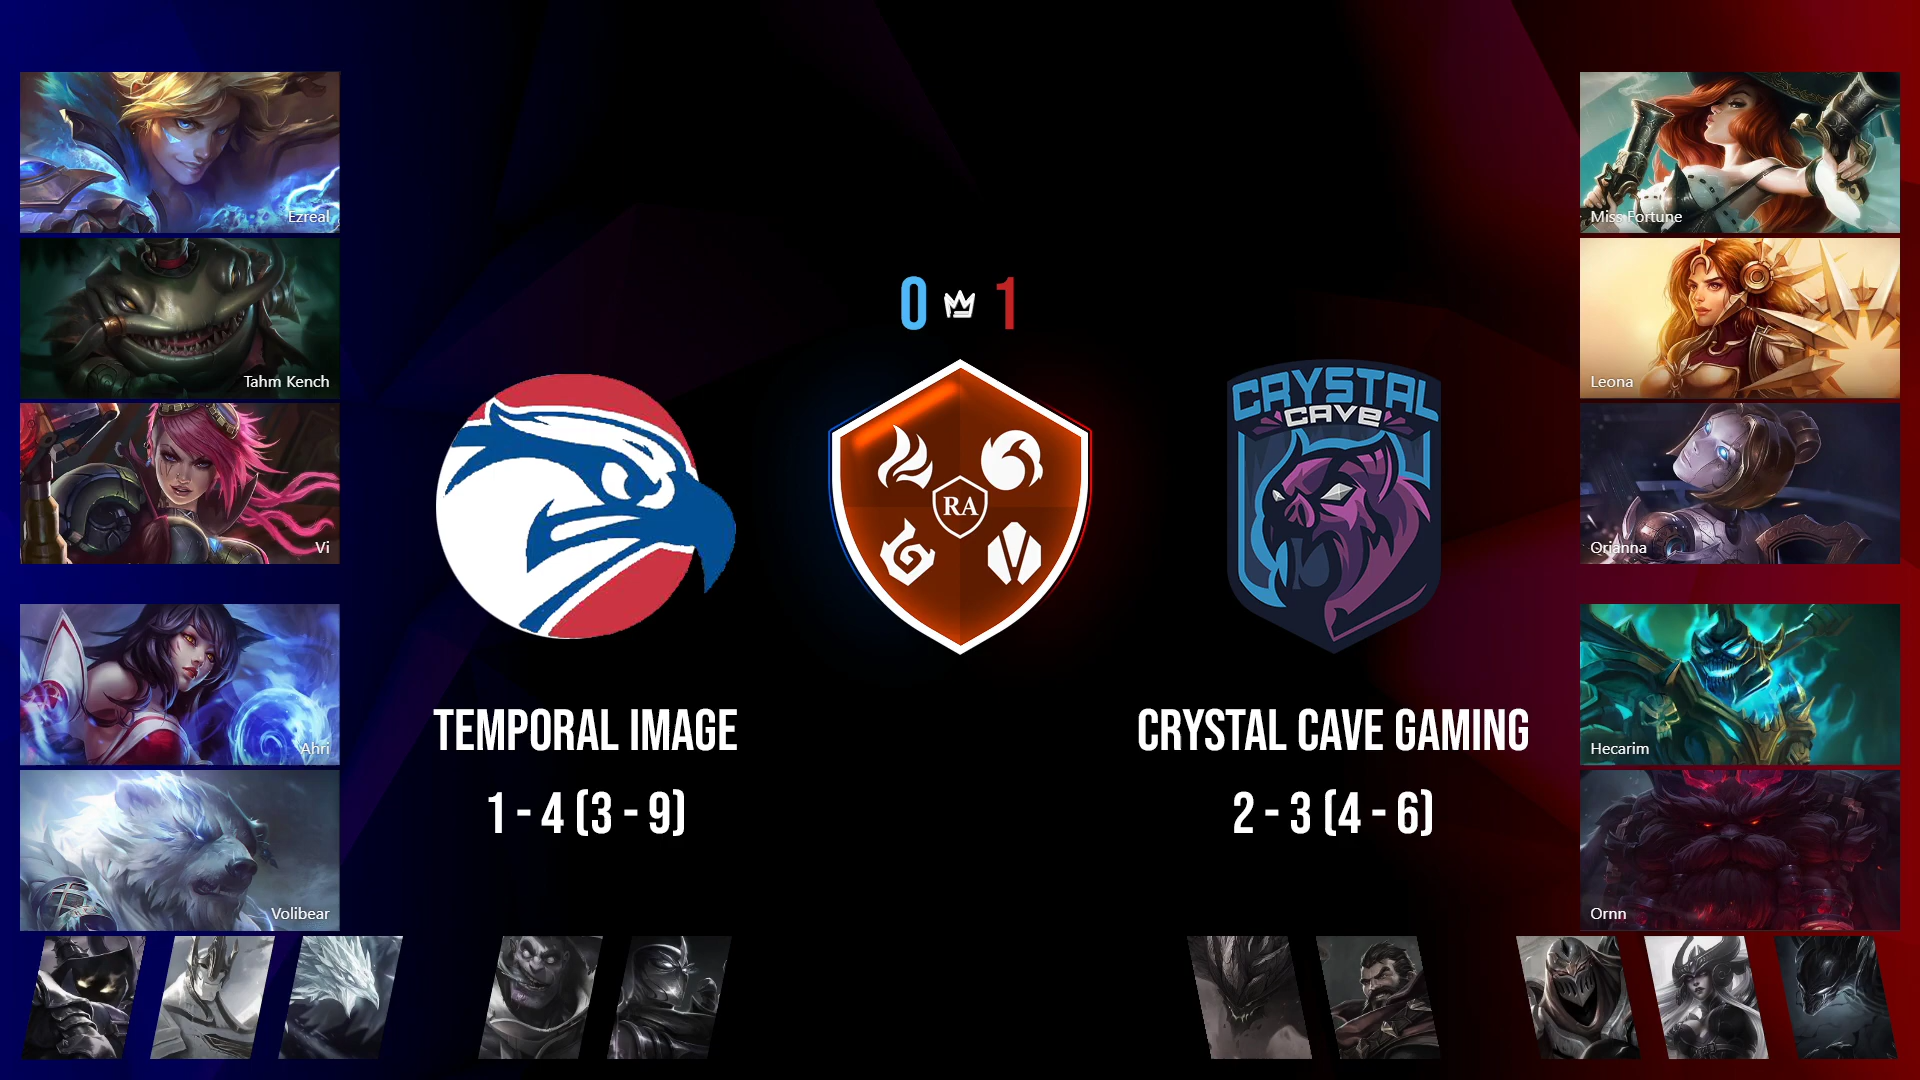 Ezreal
Tahm Kench
Vi
Ahri
Volibear
0 1
CRYSTAL
CAVE
RA
TEMPORAL IMAGE
1 - 4 (3 - 9)
CRYSTAL CAVE GAMING
2 - 3 (4 - 6)
Miss Fortune
Leona
Orianna
Hecarim
Ornn